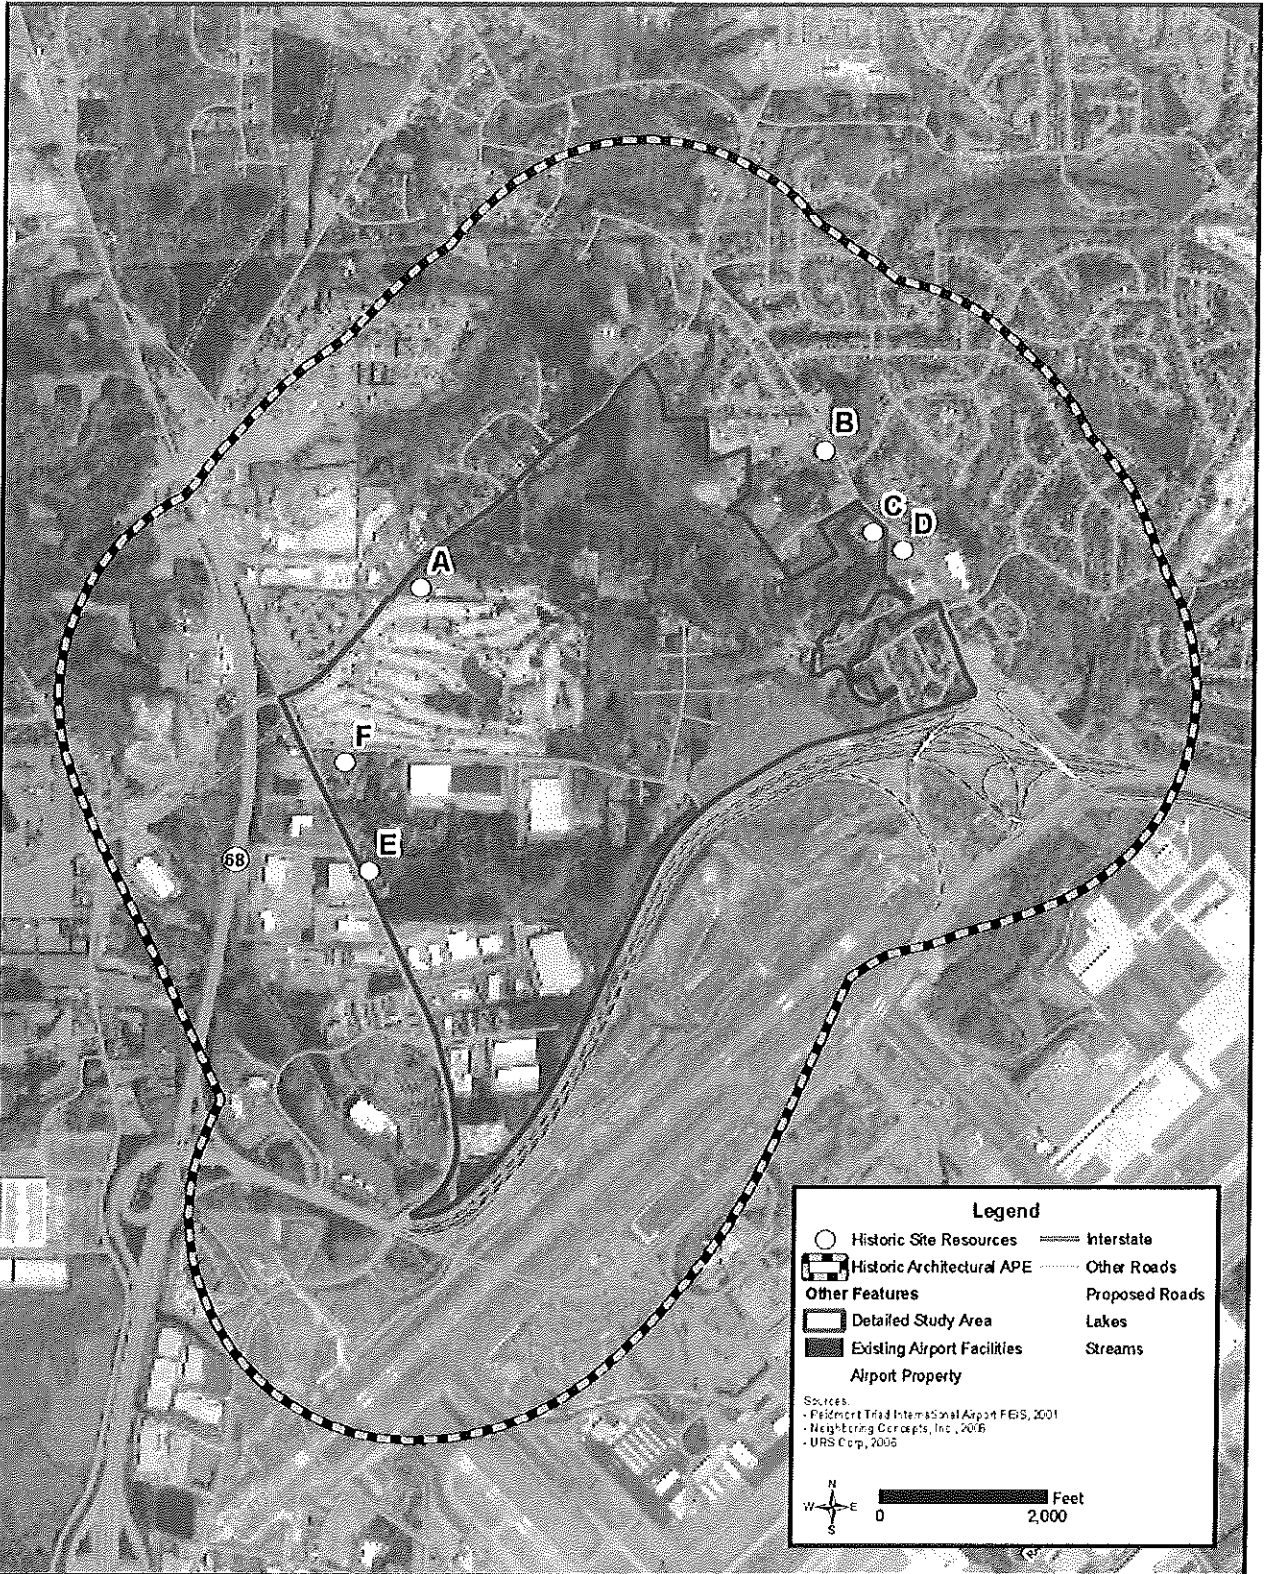 B
C
D
A
F
E
68
Legend
Historic Site Resources
Interstate
Historic Architectural APE
Other Roads
Other Features
Proposed Roads
Detailed Study Area
Lakes
Existing Airport Facilities
Streams
Airport Property
Sources:
- Piedmont Triad International Airport FEIS, 2001
- Neighboring Concepts, Inc., 2006
- URS Corp, 2006
N
W E
S
Feet
0 2,000